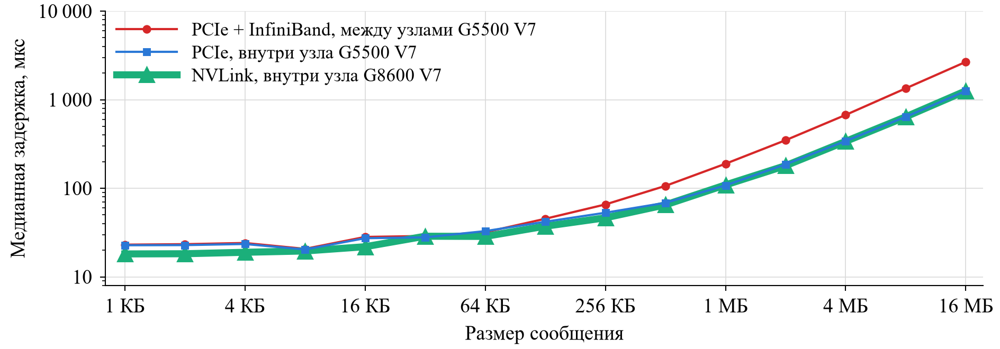 Медианная задержка, мкс
10 000
1 000
100
10
PCIe + InfiniBand, между узлами G5500 V7
PCIe, внутри узла G5500 V7
NVLink, внутри узла G8600 V7
1 КБ
4 КБ
16 КБ
64 КБ
256 КБ
1 МБ
4 МБ
16 МБ
Размер сообщения